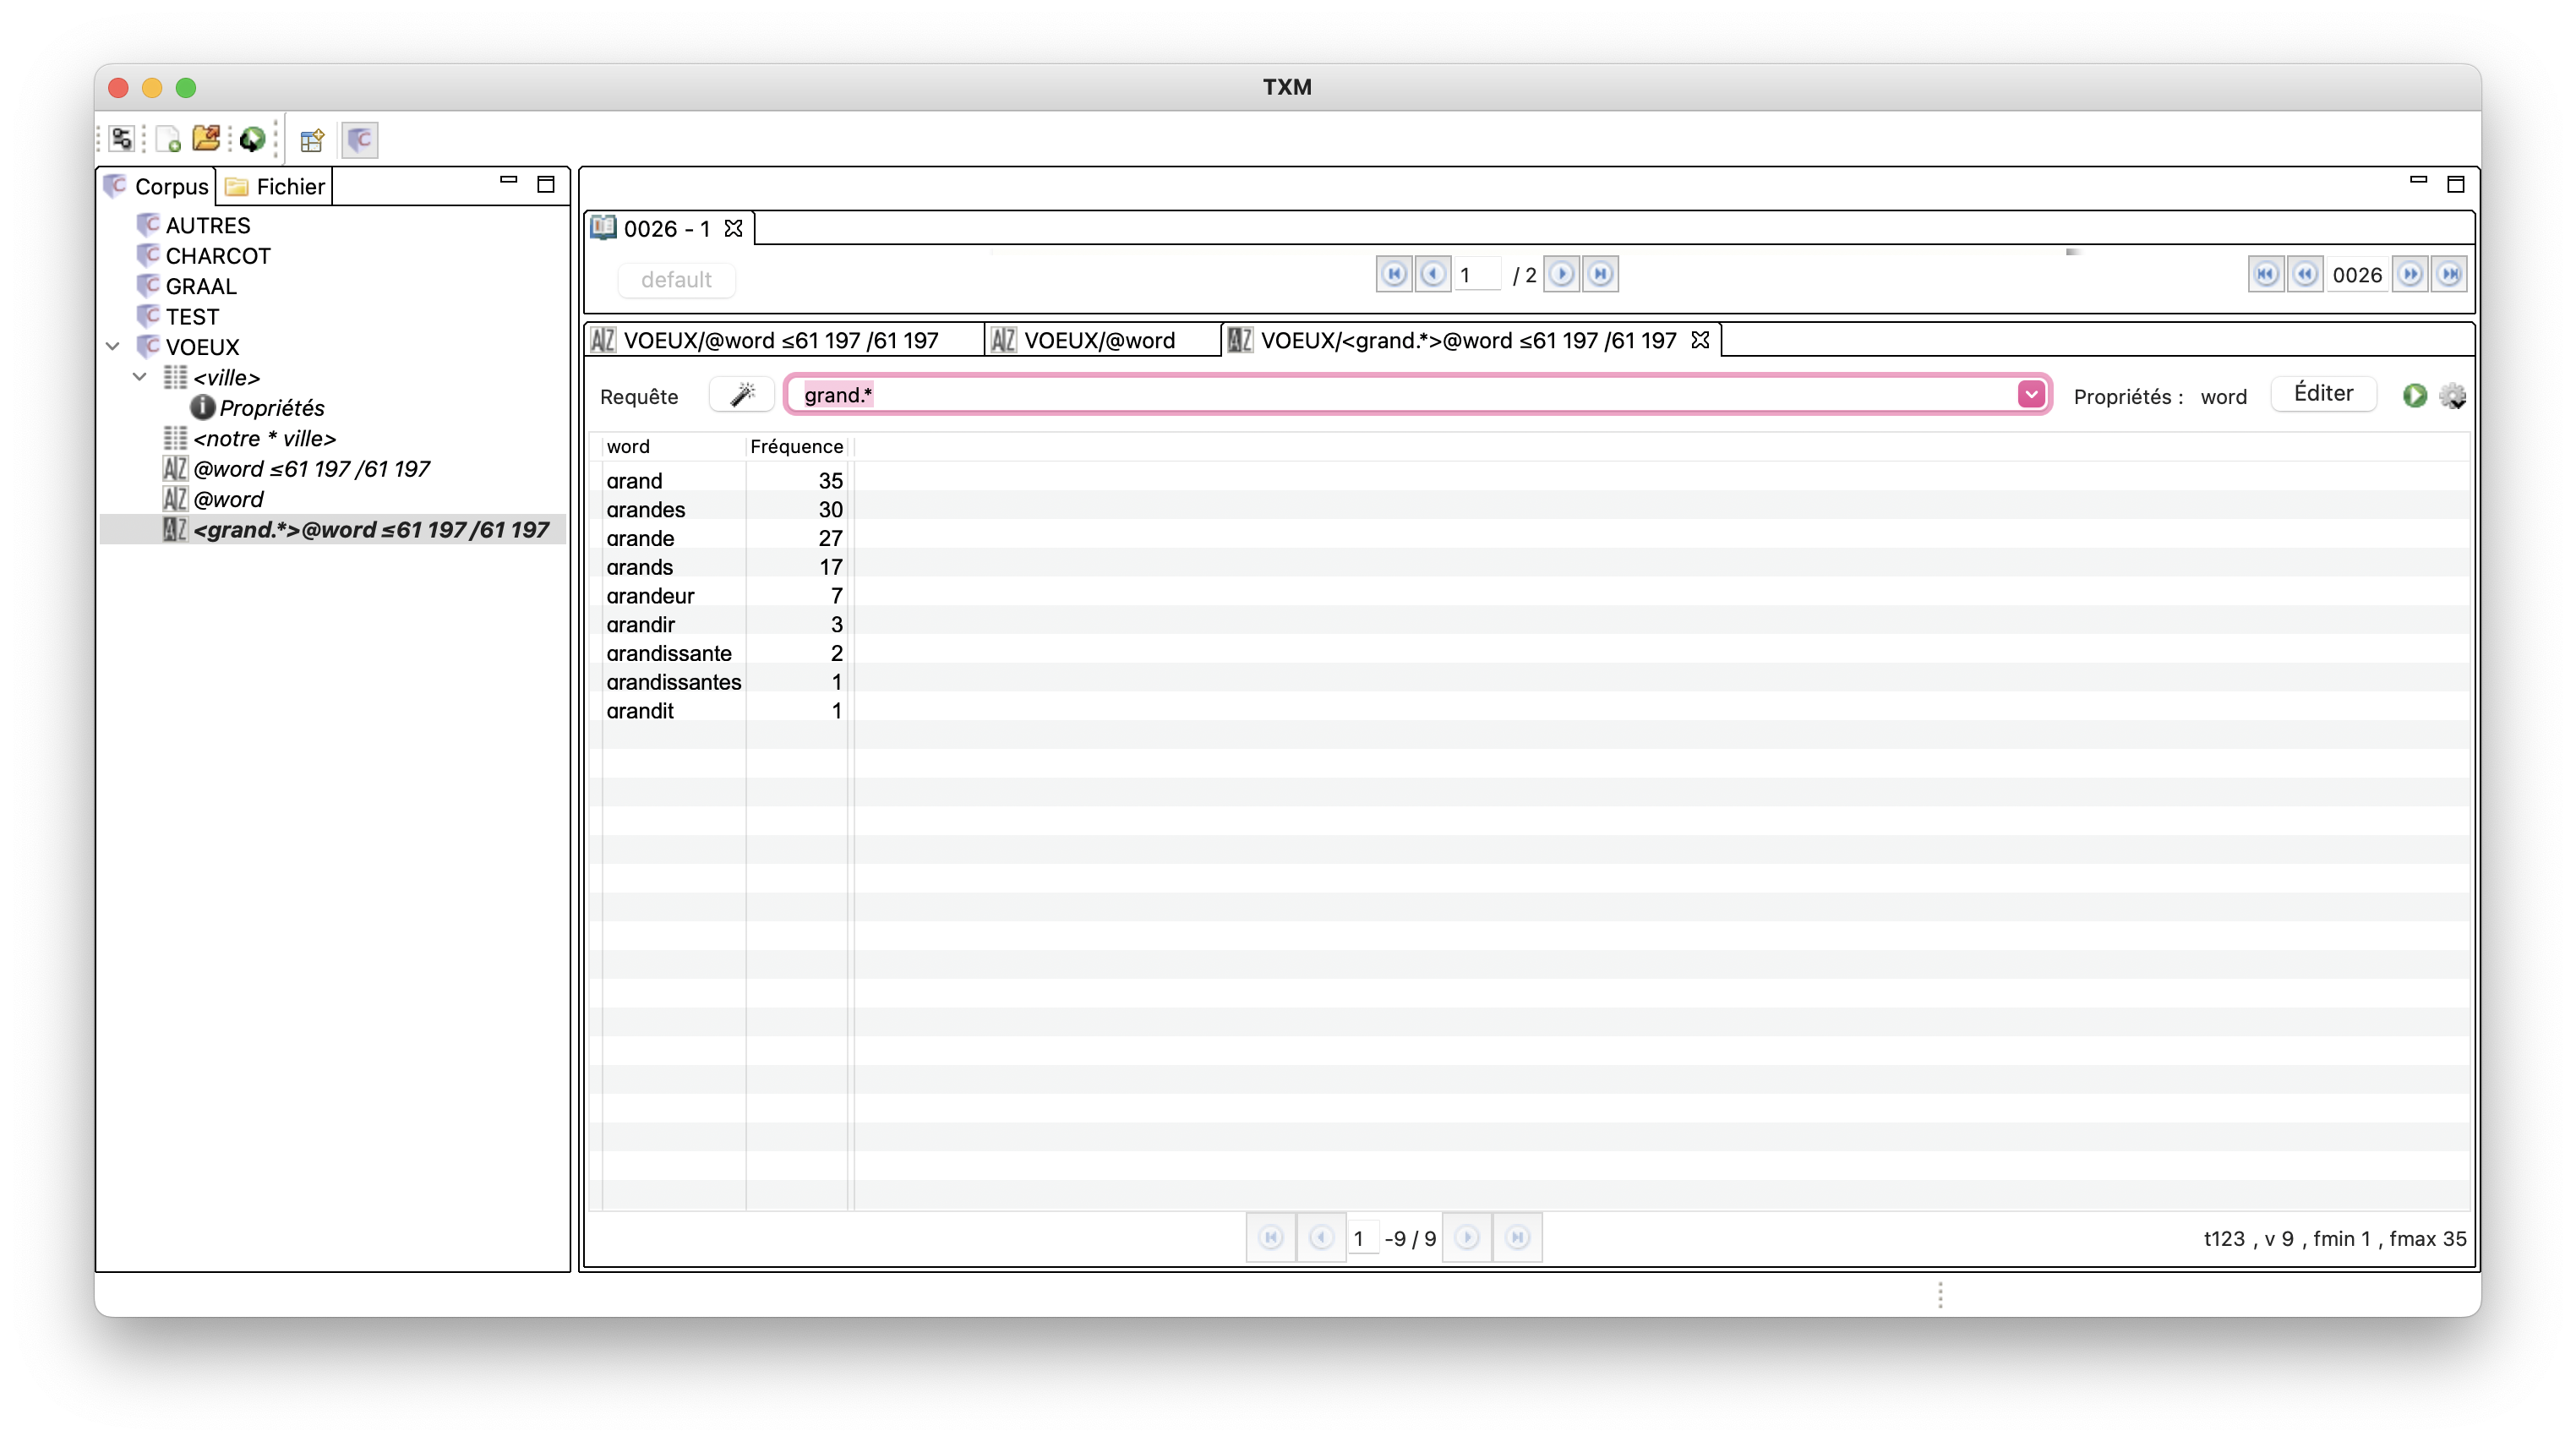 TXM
Corpus
Fichier
AUTRES
CHARCOT
GRAAL
TEST
VOEUX
<ville>
Propriétés
<notre * ville>
@word ≤61 197 /61 197
@word
<grand.*>@word ≤61 197 /61 197
0026 - 1
default
1 / 2
0026
VOEUX/@word ≤61 197 /61 197
VOEUX/@word
VOEUX/<grand.*>@word ≤61 197 /61 197
Requête
grand.*
Propriétés : word
Éditer
word Fréquence
grand 35
grandes 30
grande 27
grands 17
grandeur 7
grandir 3
grandissante 2
grandissantes 1
grandit 1
1 -9 / 9
t123 , v 9 , fmin 1 , fmax 35